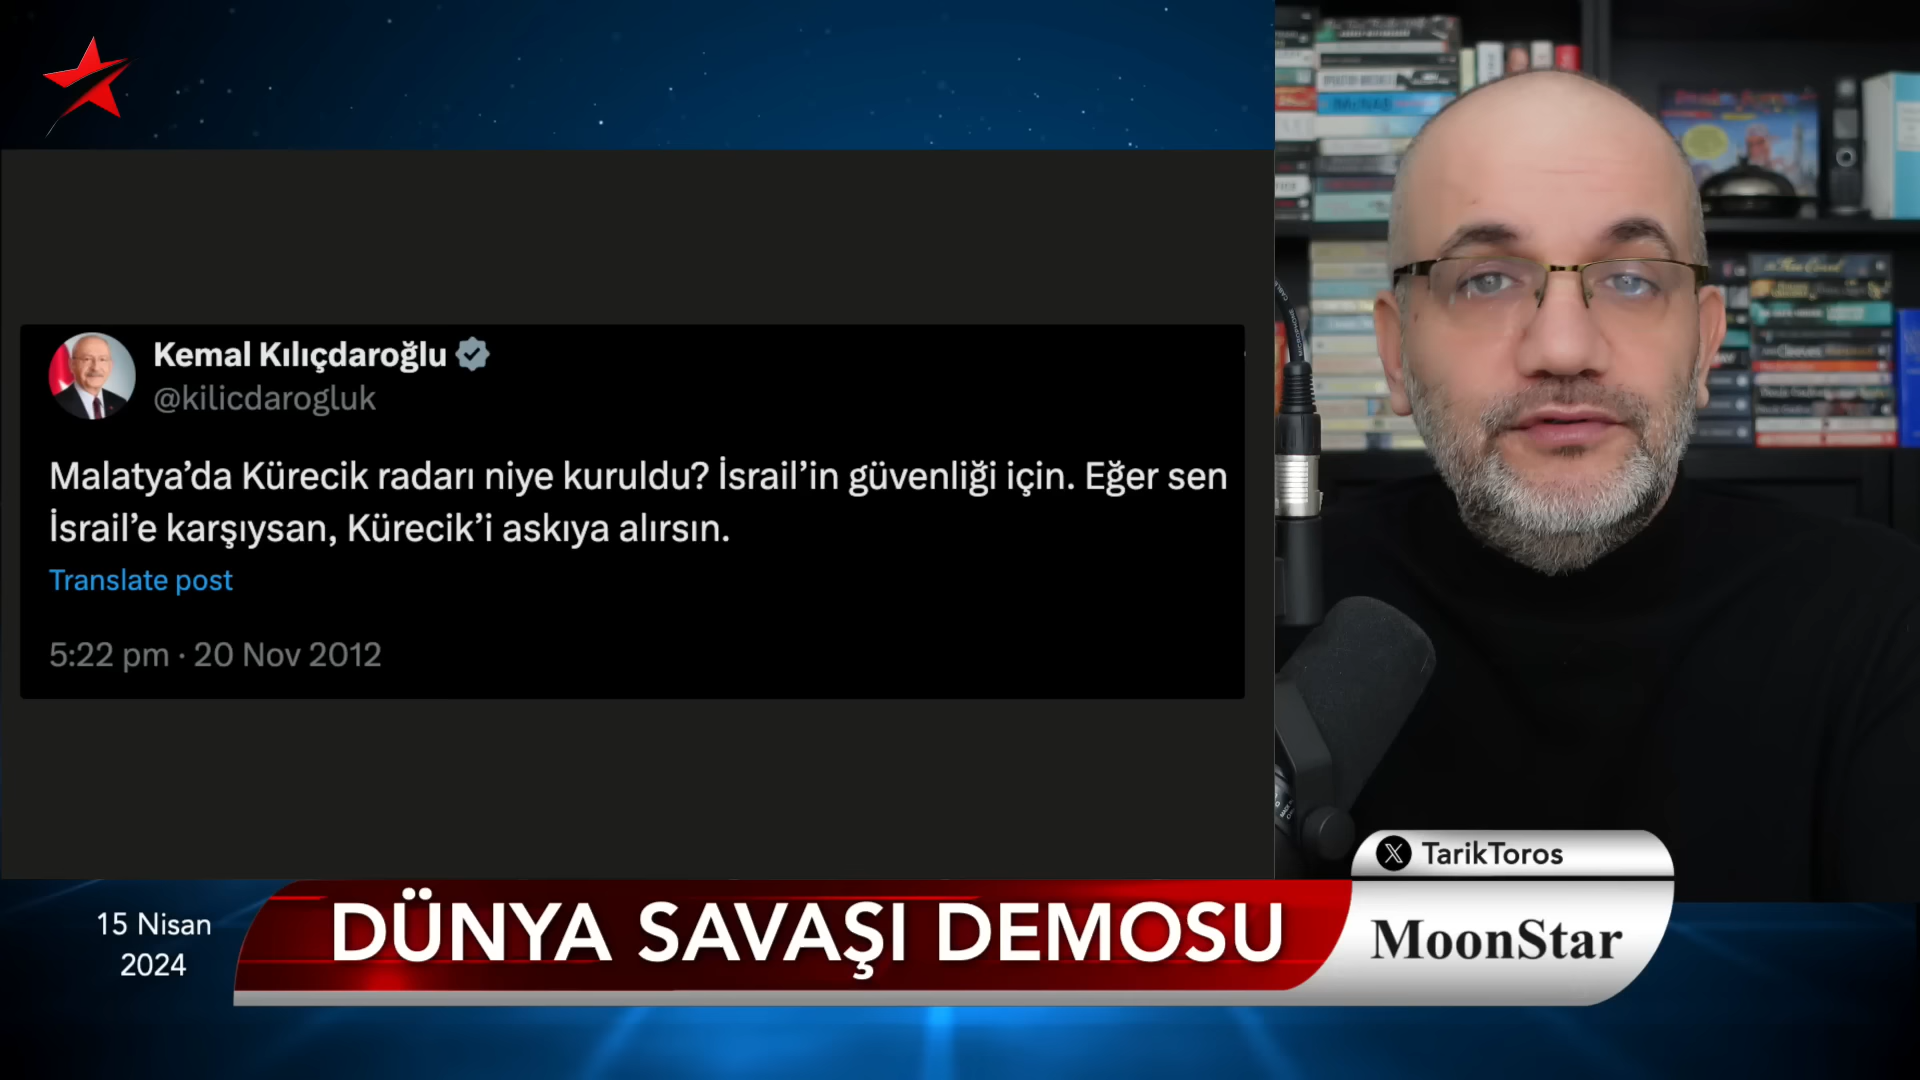 Kemal Kılıçdaroğlu
@kilicdarogluk
Malatya’da Kürecik radarı niye kuruldu? İsrail’in güvenliği için. Eğer sen
İsrail’e karşıysan, Kürecik’i askıya alırsın.
Translate post
5:22 pm · 20 Nov 2012
TarikToros
15 Nisan
2024
DÜNYA SAVAŞI DEMOSU
MoonStar